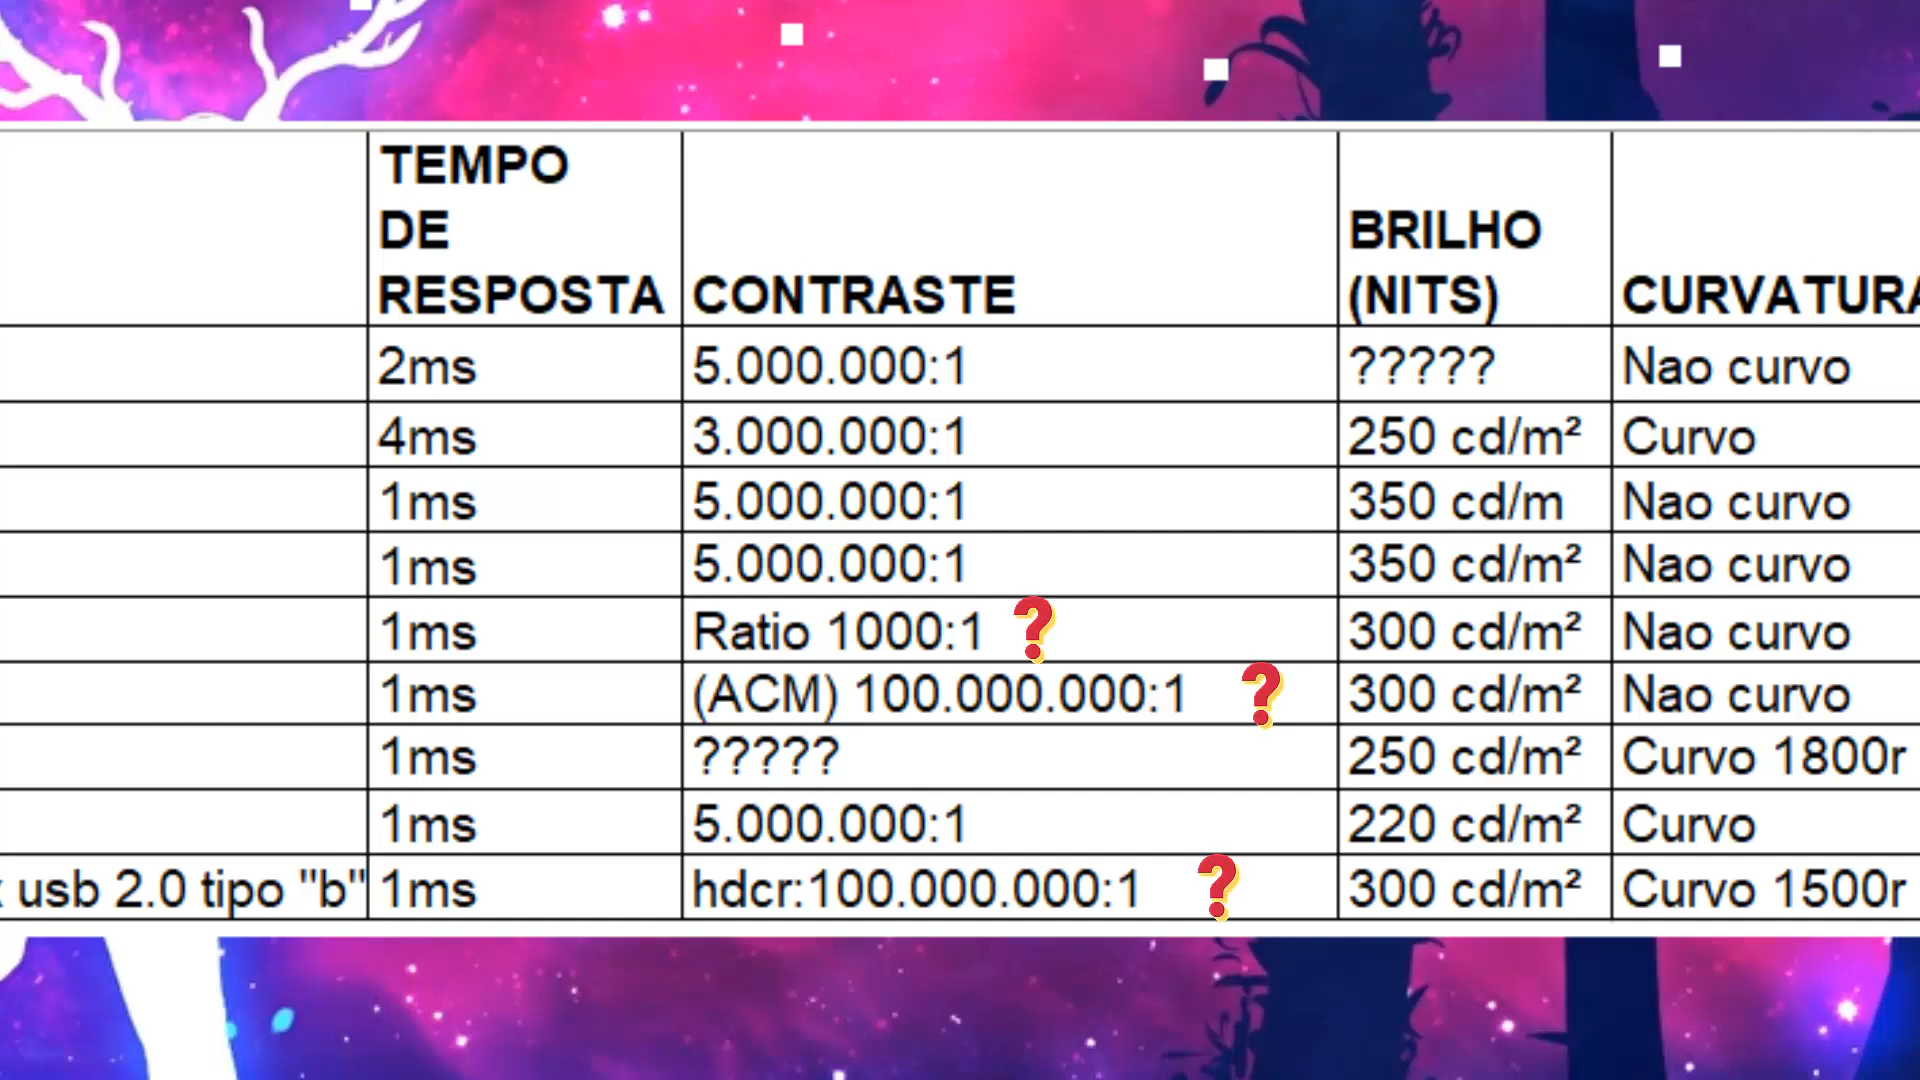 TEMPO
DE
RESPOSTA CONTRASTE BRILHO
(NITS) CURVATURA
2ms 5.000.000:1 ????? Nao curvo
4ms 3.000.000:1 250 cd/m² Curvo
1ms 5.000.000:1 350 cd/m Nao curvo
1ms 5.000.000:1 350 cd/m² Nao curvo
1ms Ratio 1000:1 ❓ 300 cd/m² Nao curvo
1ms (ACM) 100.000.000:1 ❓ 300 cd/m² Nao curvo
1ms ????? 250 cd/m² Curvo 1800r
1ms 5.000.000:1 220 cd/m² Curvo
usb 2.0 tipo "b" 1ms hdcr:100.000.000:1 ❓ 300 cd/m² Curvo 1500r